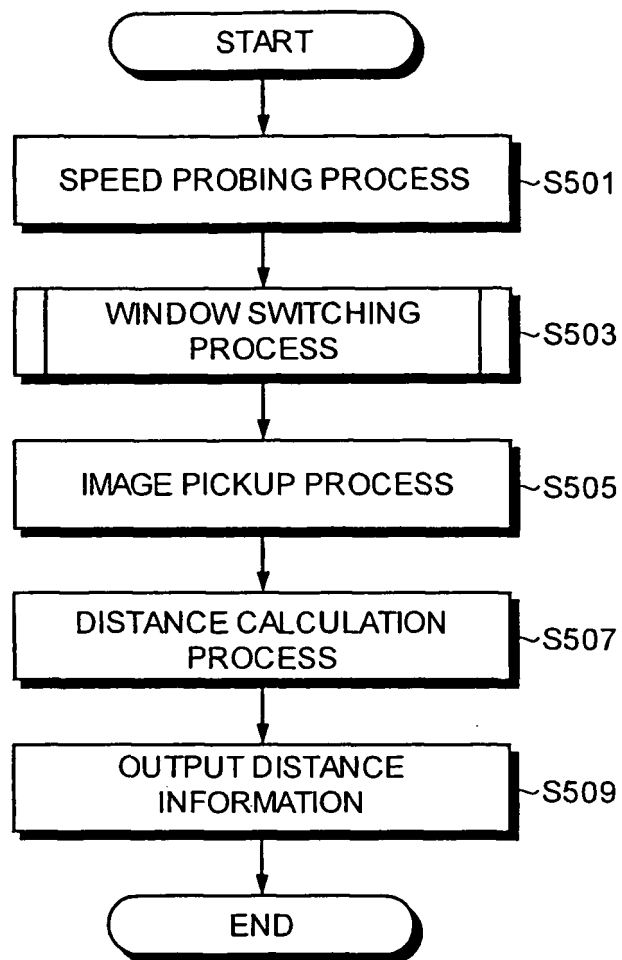 START
SPEED PROBING PROCESS
S501
WINDOW SWITCHING
PROCESS
S503
IMAGE PICKUP PROCESS
S505
DISTANCE CALCULATION
PROCESS
S507
OUTPUT DISTANCE
INFORMATION
S509
END